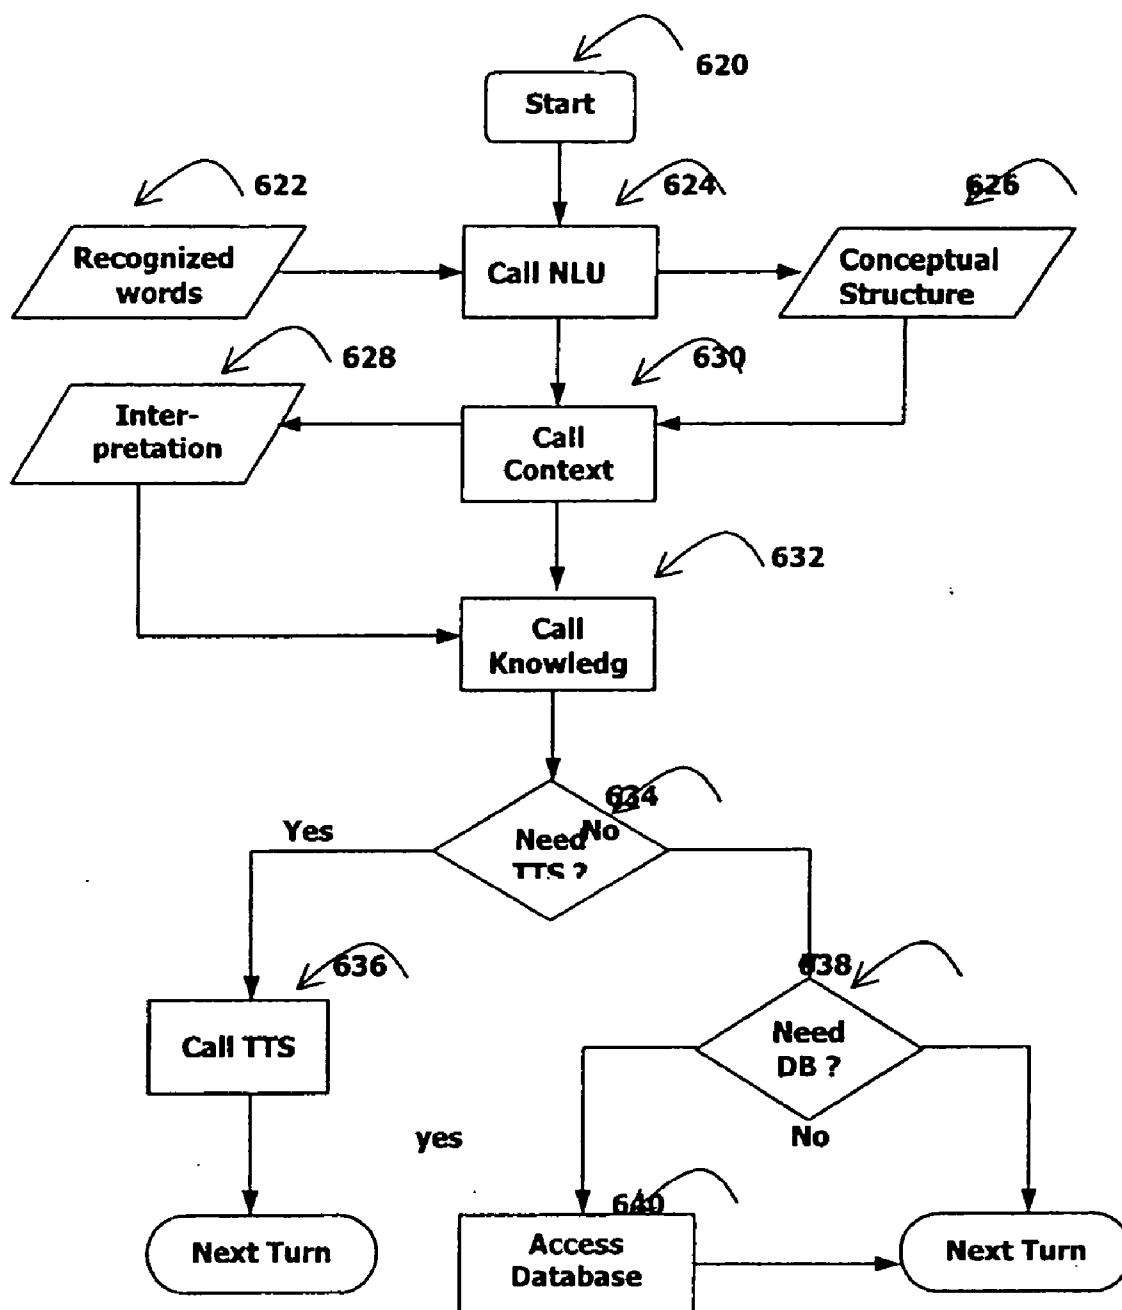 620
Start
622
624
626
Recognized
words
Call NLU
Conceptual
Structure
628
630
Inter-
pretation
Call
Context
632
Call
Knowledg
634
Yes
No
Need
TTS ?
636
638
Call TTS
Need
DB ?
yes
No
640
Next Turn
Access
Database
Next Turn